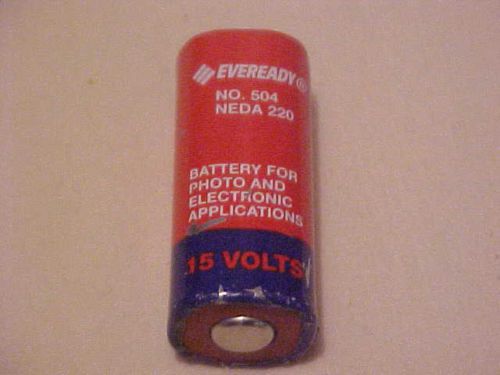 EVEREADY®
NO. 504
NEDA 220
BATTERY FOR
PHOTO AND
ELECTRONIC
APPLICATIONS
15 VOLTS